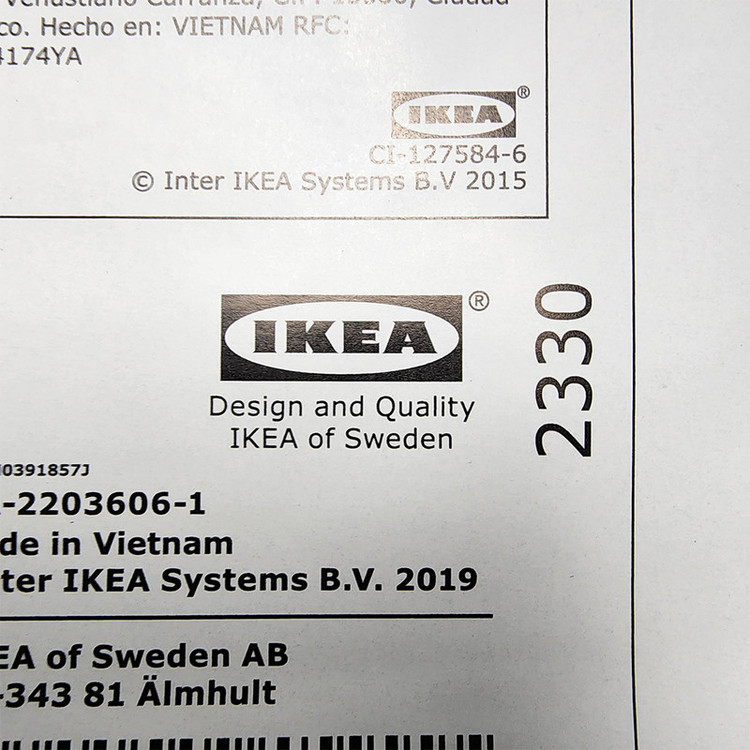 co. Hecho en: VIETNAM RFC:
4174YA
IKEA®
CI-127584-6
© Inter IKEA Systems B.V 2015
IKEA®
Design and Quality
IKEA of Sweden
2330
0391857J
-2203606-1
de in Vietnam
ter IKEA Systems B.V. 2019
EA of Sweden AB
-343 81 Älmhult